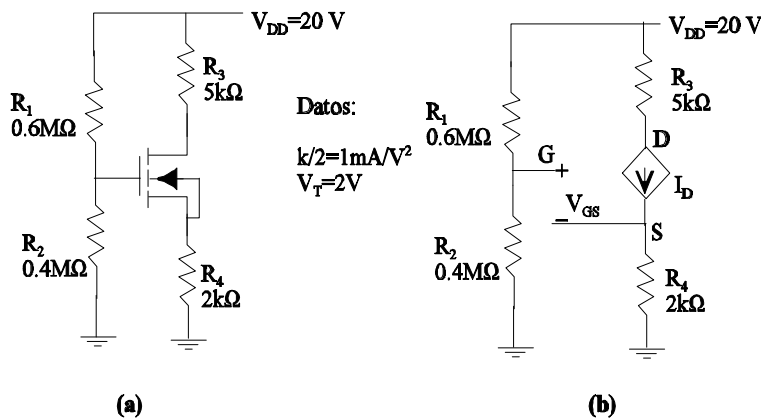 V_DD=20 V
R_3
5kΩ
R_1
0.6MΩ
R_2
0.4MΩ
R_4
2kΩ
(a)
Datos:
k/2=1mA/V²
V_T=2V
V_DD=20 V
R_3
5kΩ
R_1
0.6MΩ
G
+
D
I_D
_
V_GS
S
R_2
0.4MΩ
R_4
2kΩ
(b)